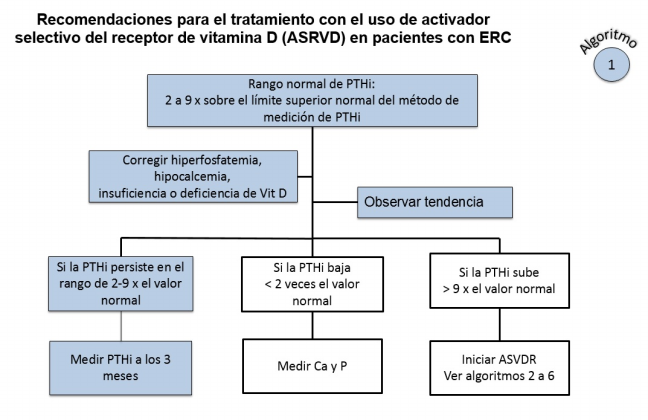 Recomendaciones para el tratamiento con el uso de activador
selectivo del receptor de vitamina D (ASRVD) en pacientes con ERC
Algoritmo
1
Rango normal de PTHi:
2 a 9 x sobre el límite superior normal del método de
medición de PTHi
Corregir hiperfosfatemia,
hipocalcemia,
insuficiencia o deficiencia de Vit D
Observar tendencia
Si la PTHi persiste en el
rango de 2-9 x el valor
normal
Si la PTHi baja
< 2 veces el valor
normal
Si la PTHi sube
> 9 x el valor normal
Medir PTHi a los 3
meses
Medir Ca y P
Iniciar ASVDR
Ver algoritmos 2 a 6